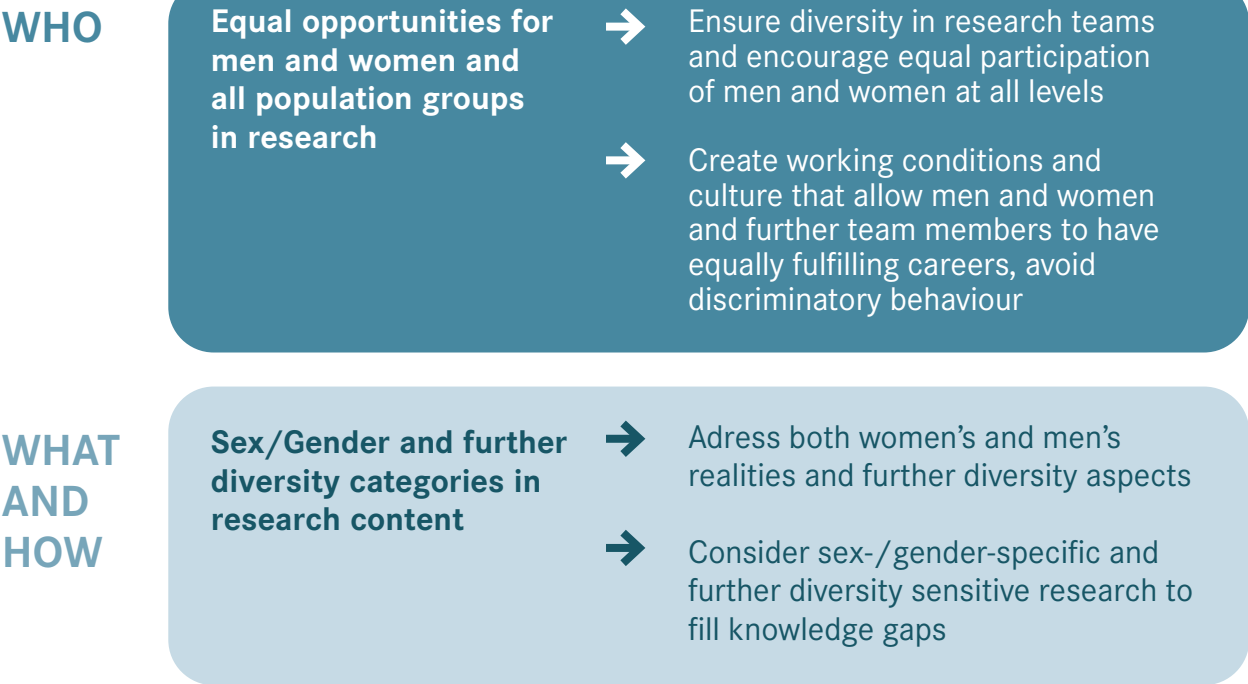 WHO
Equal opportunities for
men and women and
all population groups
in research
Ensure diversity in research teams
and encourage equal participation
of men and women at all levels
Create working conditions and
culture that allow men and women
and further team members to have
equally fulfilling careers, avoid
discriminatory behaviour
WHAT
AND
HOW
Sex/Gender and further
diversity categories in
research content
Adress both women's and men's
realities and further diversity aspects
Consider sex-/gender-specific and
further diversity sensitive research to
fill knowledge gaps